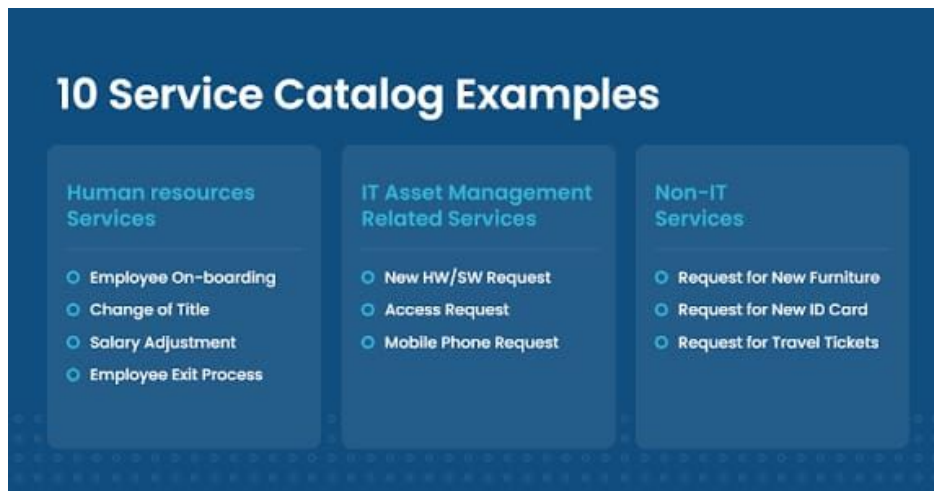 10 Service Catalog Examples
Human resources
Services
Employee On-boarding
Change of Title
Salary Adjustment
Employee Exit Process
IT Asset Management
Related Services
New HW/SW Request
Access Request
Mobile Phone Request
Non-IT
Services
Request for New Furniture
Request for New ID Card
Request for Travel Tickets